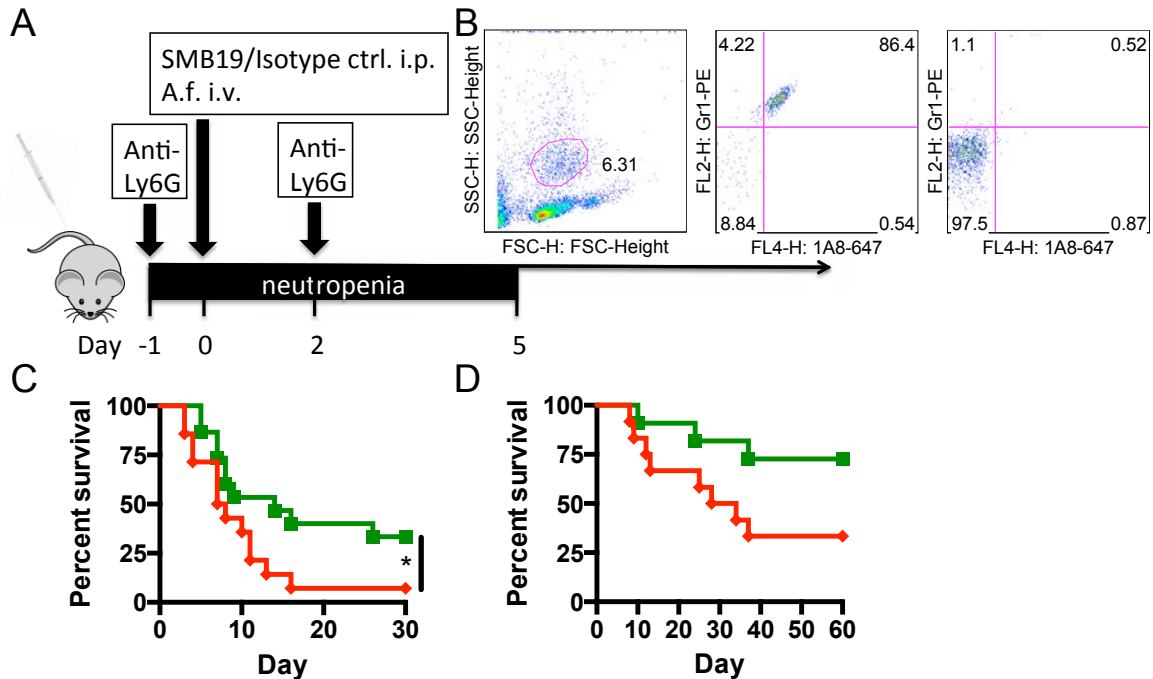 A
SMB19/Isotype ctrl. i.p.
A.f. i.v.
Anti-
Ly6G
Anti-
Ly6G
neutropenia
Day -1 0 2 5
B
SSC-H: SSC-Height
6.31
FSC-H: FSC-Height
FL2-H: Gr1-PE
4.22 86.4
8.84 0.54
FL4-H: 1A8-647
FL2-H: Gr1-PE
1.1 0.52
97.5 0.87
FL4-H: 1A8-647
C
Percent survival
100
75
50
25
0
0 10 20 30
Day
*
D
Percent survival
100
75
50
25
0
0 10 20 30 40 50 60
Day